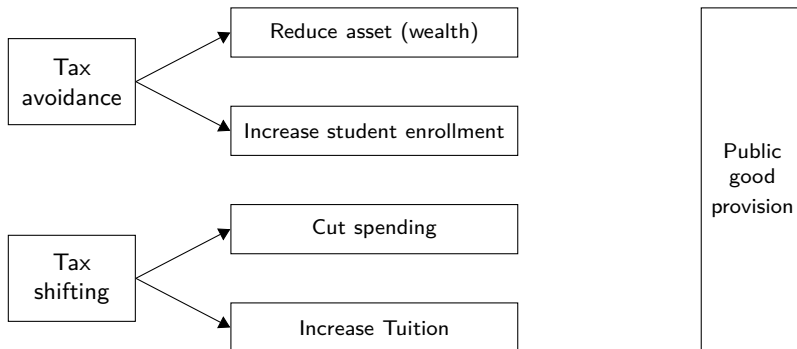 Tax
avoidance
Reduce asset (wealth)
Increase student enrollment
Tax
shifting
Cut spending
Increase Tuition
Public
good
provision